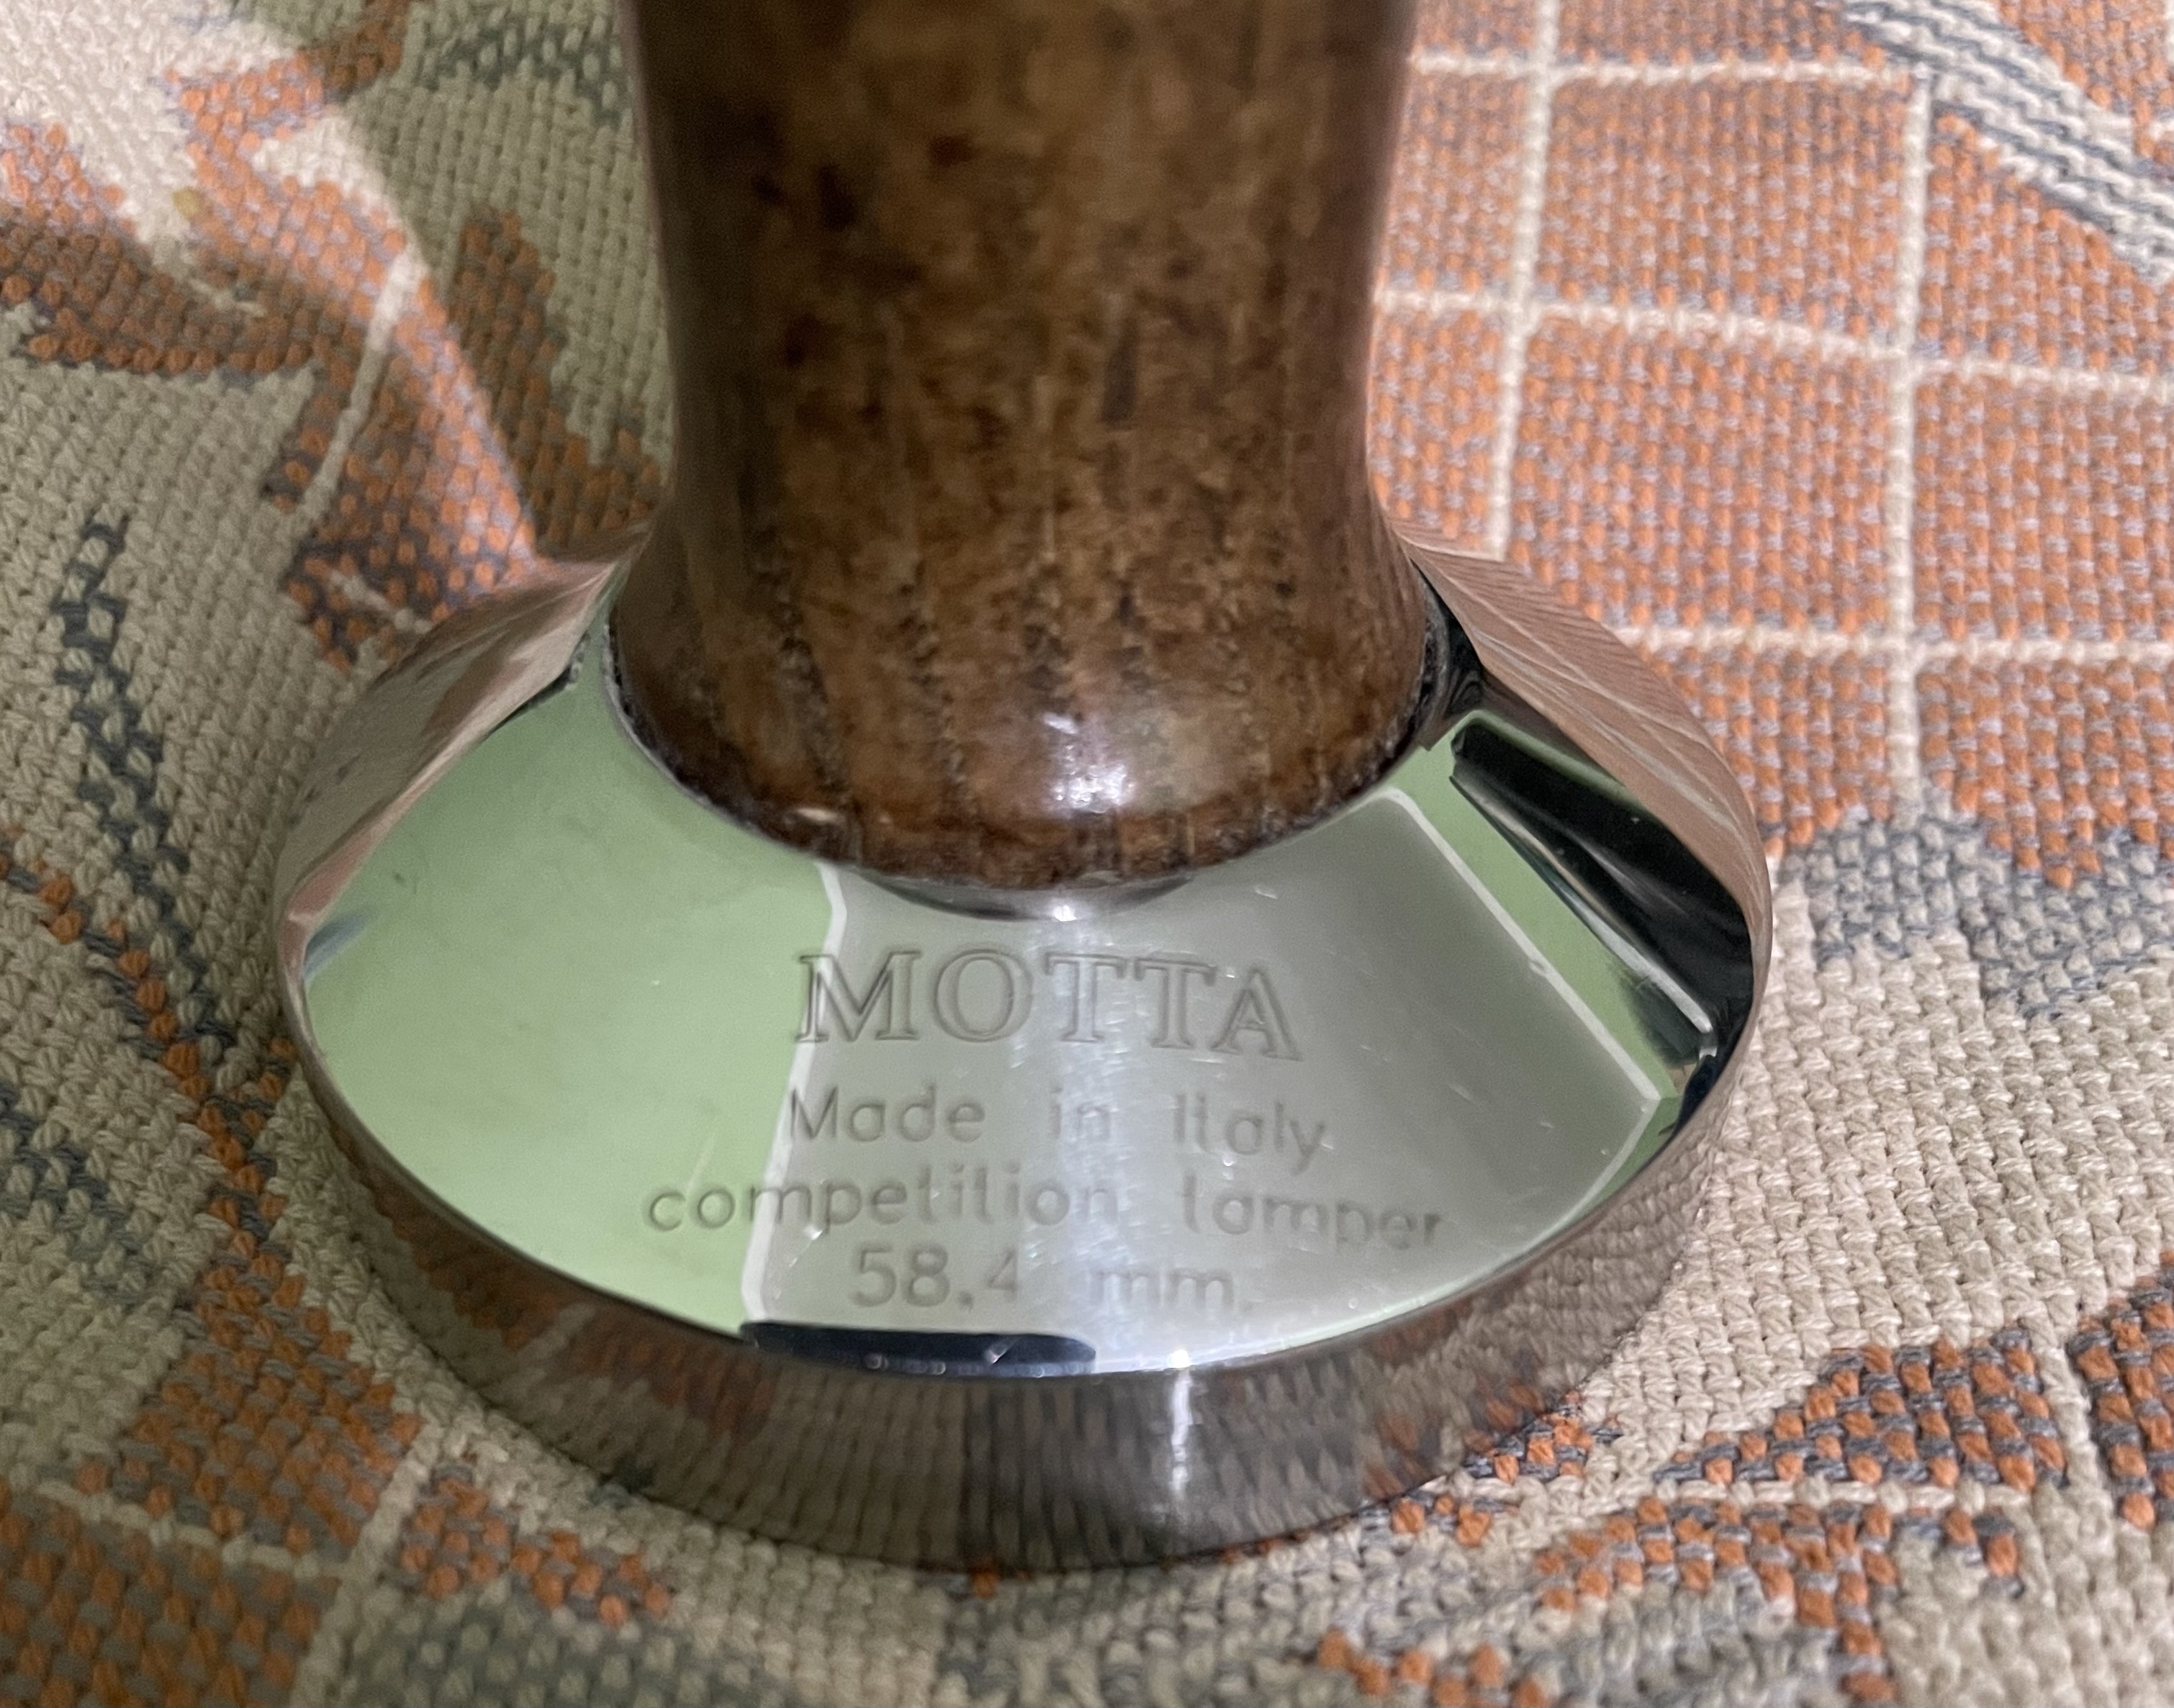 MOTTA
Made in Italy
competition tamper
58.4 mm.